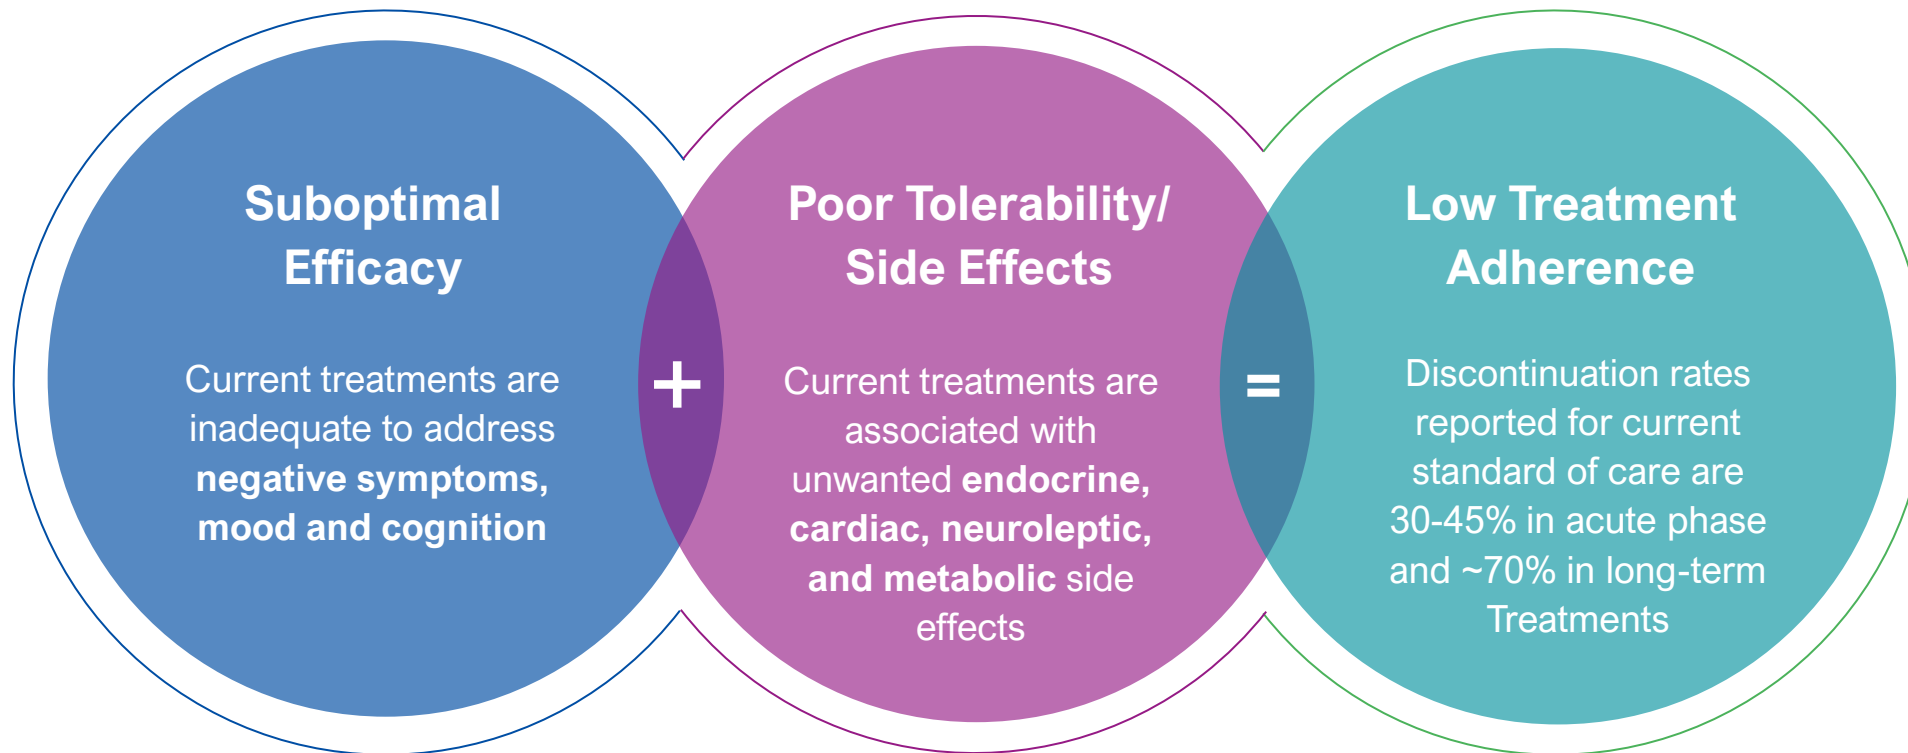 Suboptimal
Efficacy
Current treatments are
inadequate to address
negative symptoms,
mood and cognition
+
Poor Tolerability/
Side Effects
Current treatments are
associated with
unwanted endocrine,
cardiac, neuroleptic,
and metabolic side
effects
=
Low Treatment
Adherence
Discontinuation rates
reported for current
standard of care are
30-45% in acute phase
and ~70% in long-term
Treatments